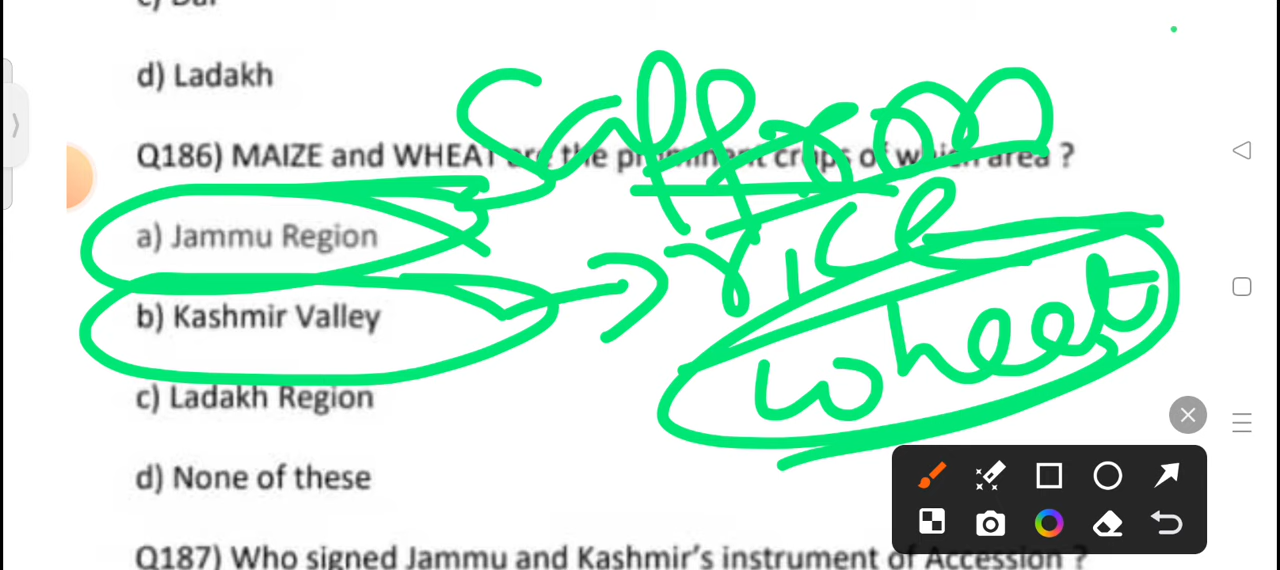 d) Ladakh
Saffron
Q186) MAIZE and WHEAT are the prominent crops of which area ?
a) Jammu Region
rice
b) Kashmir Valley
wheat
c) Ladakh Region
d) None of these
Q187) Who signed Jammu and Kashmir's instrument of Accession ?